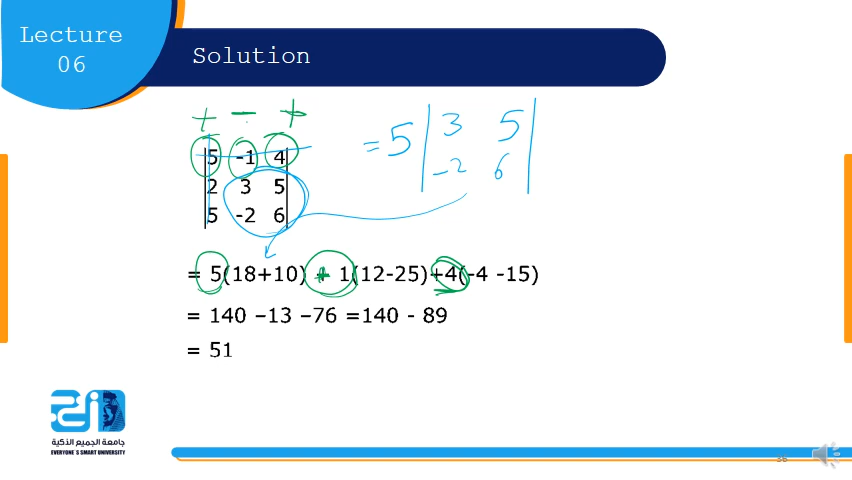 Lecture
06
Solution
+ − +
5 -1 4
2 3 5
5 -2 6
= 5 | 3 5 |
| -2 6 |
= 5(18+10) + 1(12-25)+4(-4 -15)
= 140 –13 –76 =140 - 89
= 51
جامعة الجميع الذكية
EVERYONE`S SMART UNIVERSITY
36